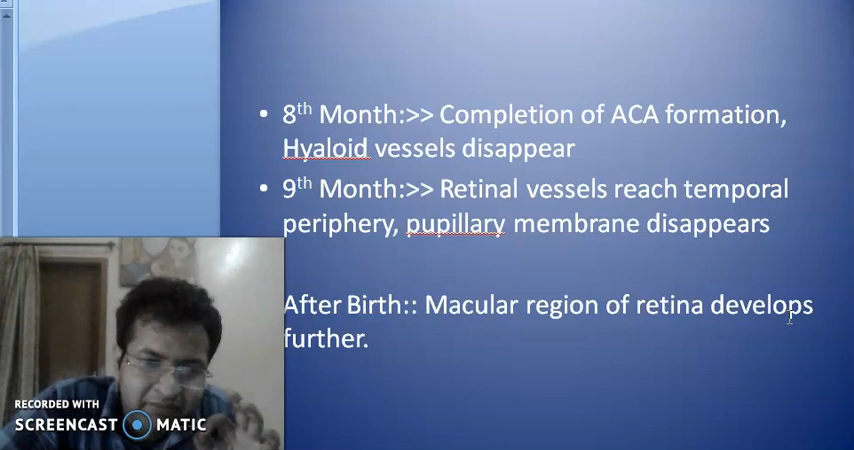 • 8th Month:>> Completion of ACA formation,
Hyaloid vessels disappear
• 9th Month:>> Retinal vessels reach temporal
periphery, pupillary membrane disappears
After Birth:: Macular region of retina develops
further.
RECORDED WITH
SCREENCAST MATIC